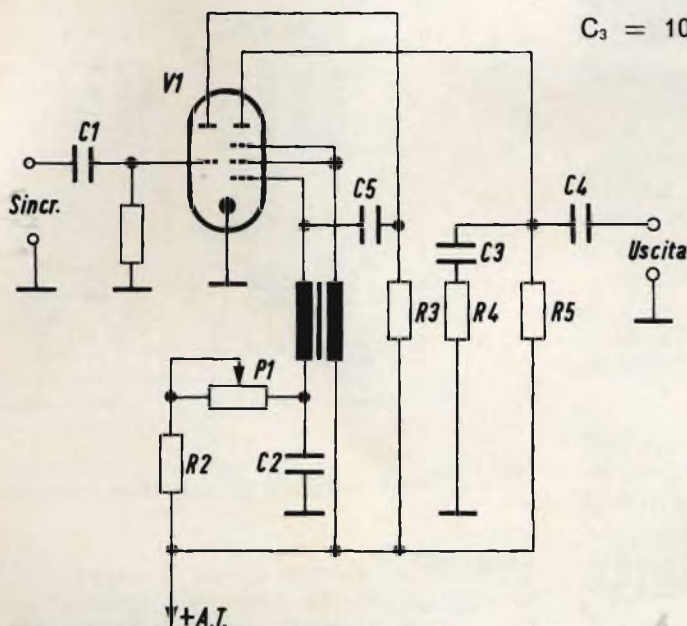 C₃ = 10
V1
C1
Sincr.
C5
C4
C3
Uscita
R3
R4
R5
P1
R2
C2
+A.T.